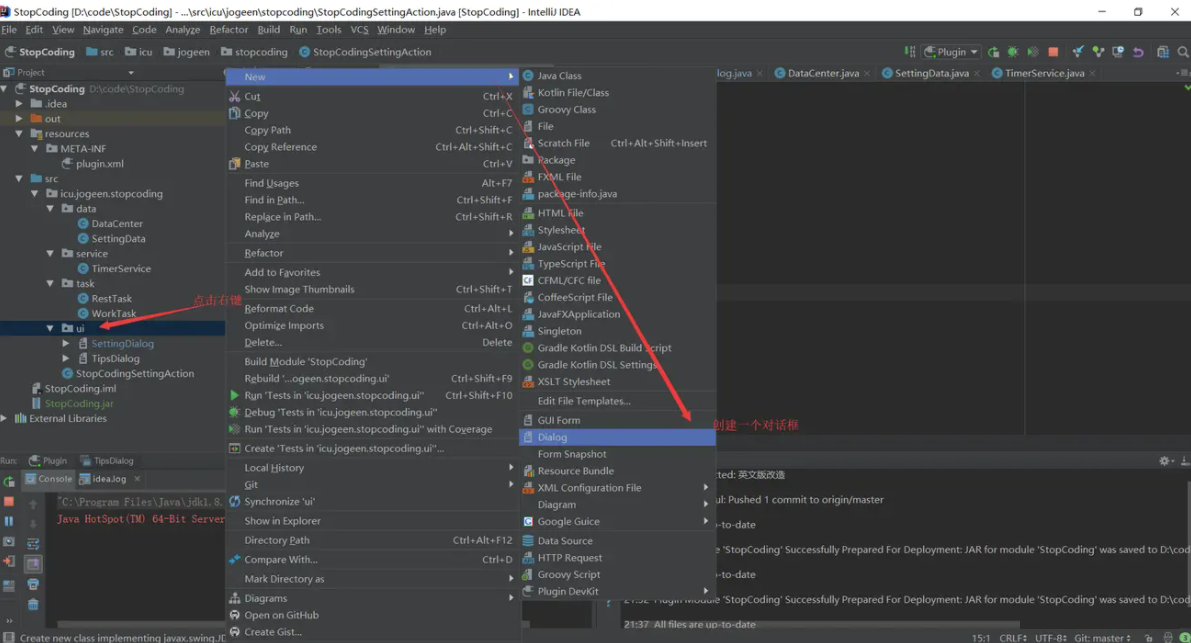 StopCoding [D:\code\StopCoding] - ...\src\icu\jogeen\stopcoding\StopCodingSettingAction.java [StopCoding] - IntelliJ IDEA
File Edit View Navigate Code Analyze Refactor Build Run Tools VCS Window Help
StopCoding src icu jogeen stopcoding StopCodingSettingAction Plugin
Project
log.java DataCenter.java SettingData.java TimerService.java
StopCoding D:\code\StopCoding
.idea
out
resources
META-INF
plugin.xml
src
icu.jogeen.stopcoding
data
DataCenter
SettingData
service
TimerService
task
RestTask
WorkTask
ui
SettingDialog
TipsDialog
StopCodingSettingAction
StopCoding.iml
StopCoding.jar
External Libraries
点击右键
New
Cut Ctrl+X
Copy Ctrl+C
Copy Path Ctrl+Shift+C
Copy Reference Ctrl+Alt+Shift+C
Paste Ctrl+V
Find Usages Alt+F7
Find in Path... Ctrl+Shift+F
Replace in Path... Ctrl+Shift+R
Analyze
Refactor
Add to Favorites
Show Image Thumbnails Ctrl+Shift+T
Reformat Code Ctrl+Alt+L
Optimize Imports Ctrl+Alt+O
Delete... Delete
Build Module 'StopCoding'
Rebuild '...ogeen.stopcoding.ui' Ctrl+Shift+F9
Run 'Tests in 'icu.jogeen.stopcoding.ui'' Ctrl+Shift+F10
Debug 'Tests in 'icu.jogeen.stopcoding.ui''
Run 'Tests in 'icu.jogeen.stopcoding.ui'' with Coverage
Create 'Tests in 'icu.jogeen.stopcoding.ui''...
Local History
Git
Synchronize 'ui'
Show in Explorer
Directory Path Ctrl+Alt+F12
Compare With... Ctrl+D
Mark Directory as
Diagrams
Open on GitHub
Create Gist...
Java Class
Kotlin File/Class
Groovy Class
File
Scratch File Ctrl+Alt+Shift+Insert
Package
FXML File
package-info.java
HTML File
Stylesheet
JavaScript File
TypeScript File
CFML/CFC file
CoffeeScript File
JavaFXApplication
Singleton
Gradle Kotlin DSL Build Script
Gradle Kotlin DSL Settings
XSLT Stylesheet
Edit File Templates...
GUI Form
Dialog
Form Snapshot
Resource Bundle
XML Configuration File
Diagram
Google Guice
Data Source
HTTP Request
Groovy Script
Plugin DevKit
创建一个对话框
Run: Plugin TipsDialog
Console idea.log
"C:\Program Files\Java\jdk1.8.
Java HotSpot(TM) 64-Bit Server
tted: 英文版改造
ul: Pushed 1 commit to origin/master
p-to-date
e 'StopCoding' Successfully Prepared For Deployment: JAR for module 'StopCoding' was saved to D:\cod
p-to-date
21:32 Plugin Module 'StopCoding' Successfully Prepared For Deployment: JAR for module 'StopCoding' was saved to D:\cod
21:37 All files are up-to-date
Create new class implementing javax.swing.JD 15:1 CRLF UTF-8 Git: master